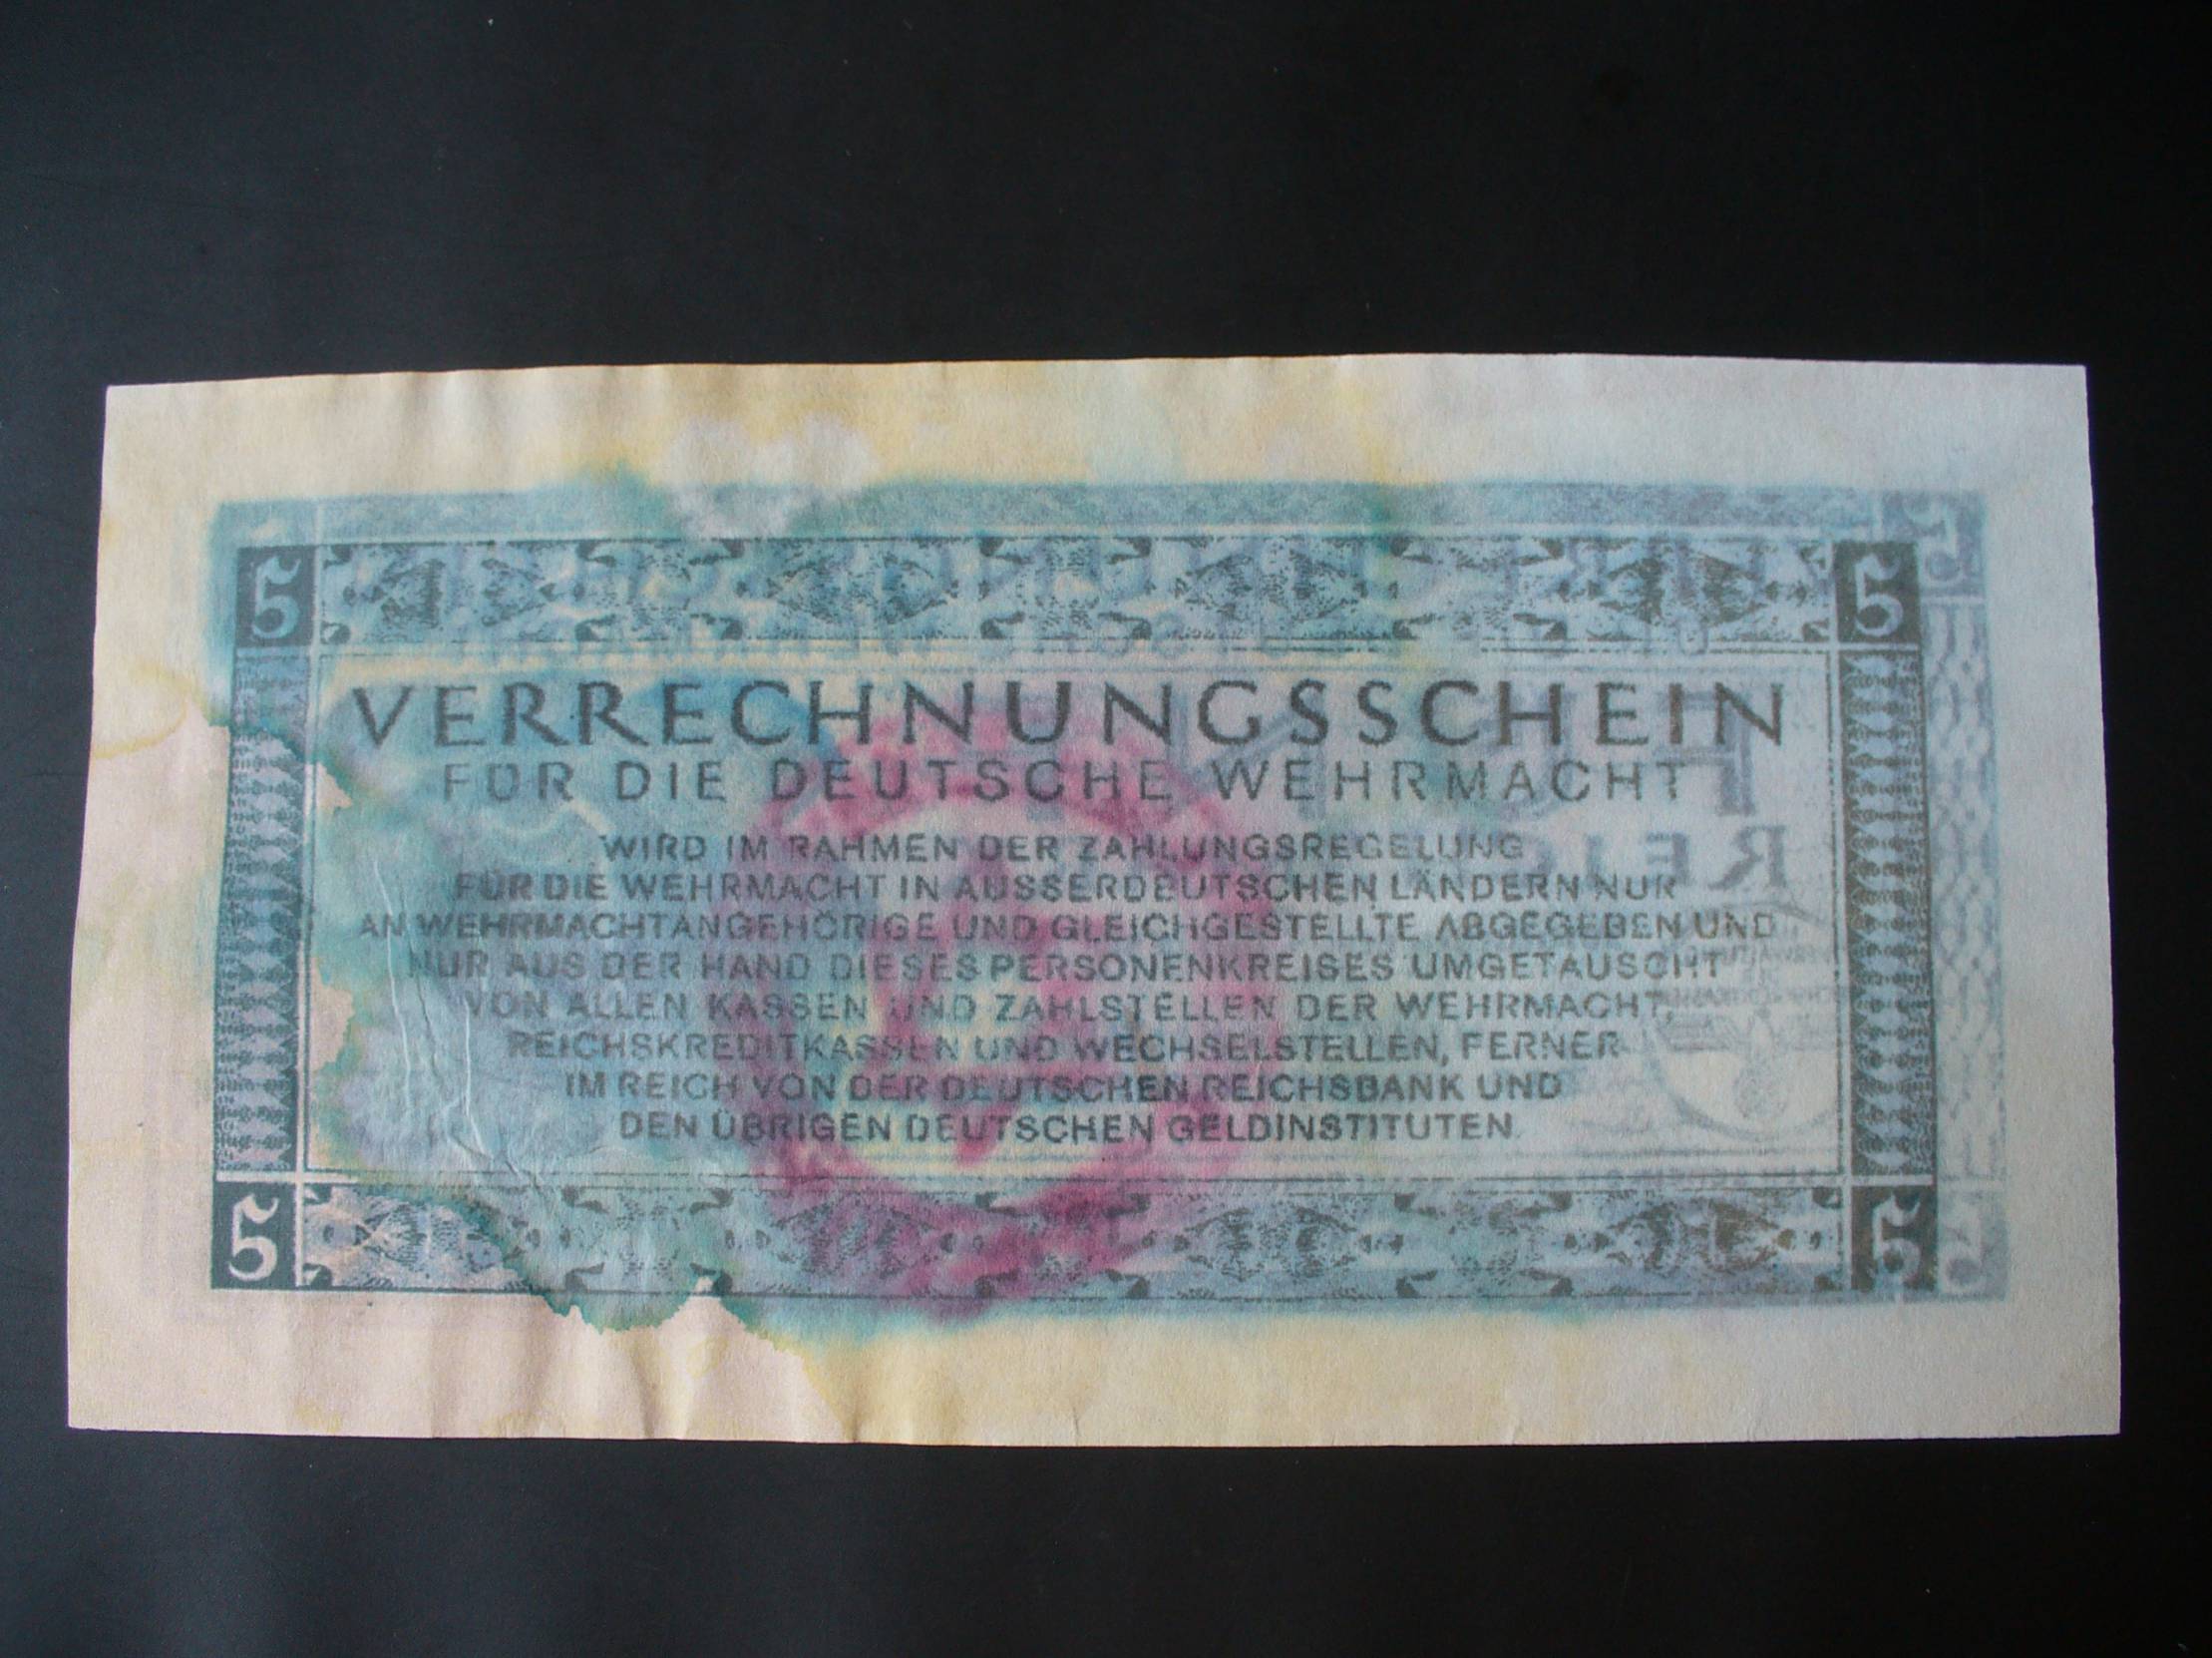 5 5
VERRECHNUNGSSCHEIN
FÜR DIE DEUTSCHE WEHRMACHT
WIRD IM RAHMEN DER ZAHLUNGSREGELUNG
FÜR DIE WEHRMACHT IN AUSSERDEUTSCHEN LÄNDERN NUR
AN WEHRMACHTANGEHÖRIGE UND GLEICHGESTELLTE ABGEGEBEN UND
NUR AUS DER HAND DIESES PERSONENKREISES UMGETAUSCHT
VON ALLEN KASSEN UND ZAHLSTELLEN DER WEHRMACHT,
REICHSKREDITKASSEN UND WECHSELSTELLEN, FERNER
IM REICH VON DER DEUTSCHEN REICHSBANK UND
DEN ÜBRIGEN DEUTSCHEN GELDINSTITUTEN.
5 5